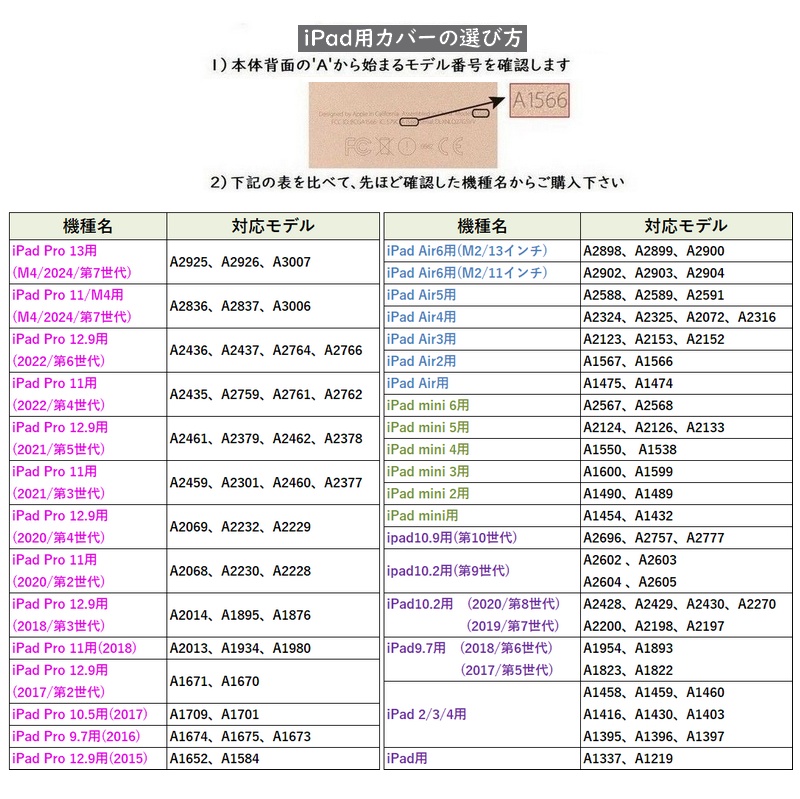 iPad用カバーの選び方
1）本体背面の'A'から始まるモデル番号を確認します
A1566
Designed by Apple in California
FCC ID
FC CE
2）下記の表を比べて、先ほど確認した機種名からご購入下さい
機種名 対応モデル
iPad Pro 13用
(M4/2024/第7世代)
A2925、A2926、A3007
iPad Pro 11/M4用
(M4/2024/第7世代)
A2836、A2837、A3006
iPad Pro 12.9用
(2022/第6世代)
A2436、A2437、A2764、A2766
iPad Pro 11用
(2022/第4世代)
A2435、A2759、A2761、A2762
iPad Pro 12.9用
(2021/第5世代)
A2461、A2379、A2462、A2378
iPad Pro 11用
(2021/第3世代)
A2459、A2301、A2460、A2377
iPad Pro 12.9用
(2020/第4世代)
A2069、A2232、A2229
iPad Pro 11用
(2020/第2世代)
A2068、A2230、A2228
iPad Pro 12.9用
(2018/第3世代)
A2014、A1895、A1876
iPad Pro 11用(2018) A2013、A1934、A1980
iPad Pro 12.9用
(2017/第2世代)
A1671、A1670
iPad Pro 10.5用(2017) A1709、A1701
iPad Pro 9.7用(2016) A1674、A1675、A1673
iPad Pro 12.9用(2015) A1652、A1584
機種名 対応モデル
iPad Air6用(M2/13インチ) A2898、A2899、A2900
iPad Air6用(M2/11インチ) A2902、A2903、A2904
iPad Air5用 A2588、A2589、A2591
iPad Air4用 A2324、A2325、A2072、A2316
iPad Air3用 A2123、A2153、A2152
iPad Air2用 A1567、A1566
iPad Air用 A1475、A1474
iPad mini 6用 A2567、A2568
iPad mini 5用 A2124、A2126、A2133
iPad mini 4用 A1550、 A1538
iPad mini 3用 A1600、A1599
iPad mini 2用 A1490、A1489
iPad mini用 A1454、A1432
ipad10.9用(第10世代) A2696、A2757、A2777
ipad10.2用(第9世代)
A2602 、A2603
A2604 、A2605
iPad10.2用 (2020/第8世代) A2428、A2429、A2430、A2270
(2019/第7世代) A2200、A2198、A2197
iPad9.7用 (2018/第6世代) A1954、A1893
(2017/第5世代) A1823、A1822
iPad 2/3/4用
A1458、A1459、A1460
A1416、A1430、A1403
A1395、A1396、A1397
iPad用 A1337、A1219